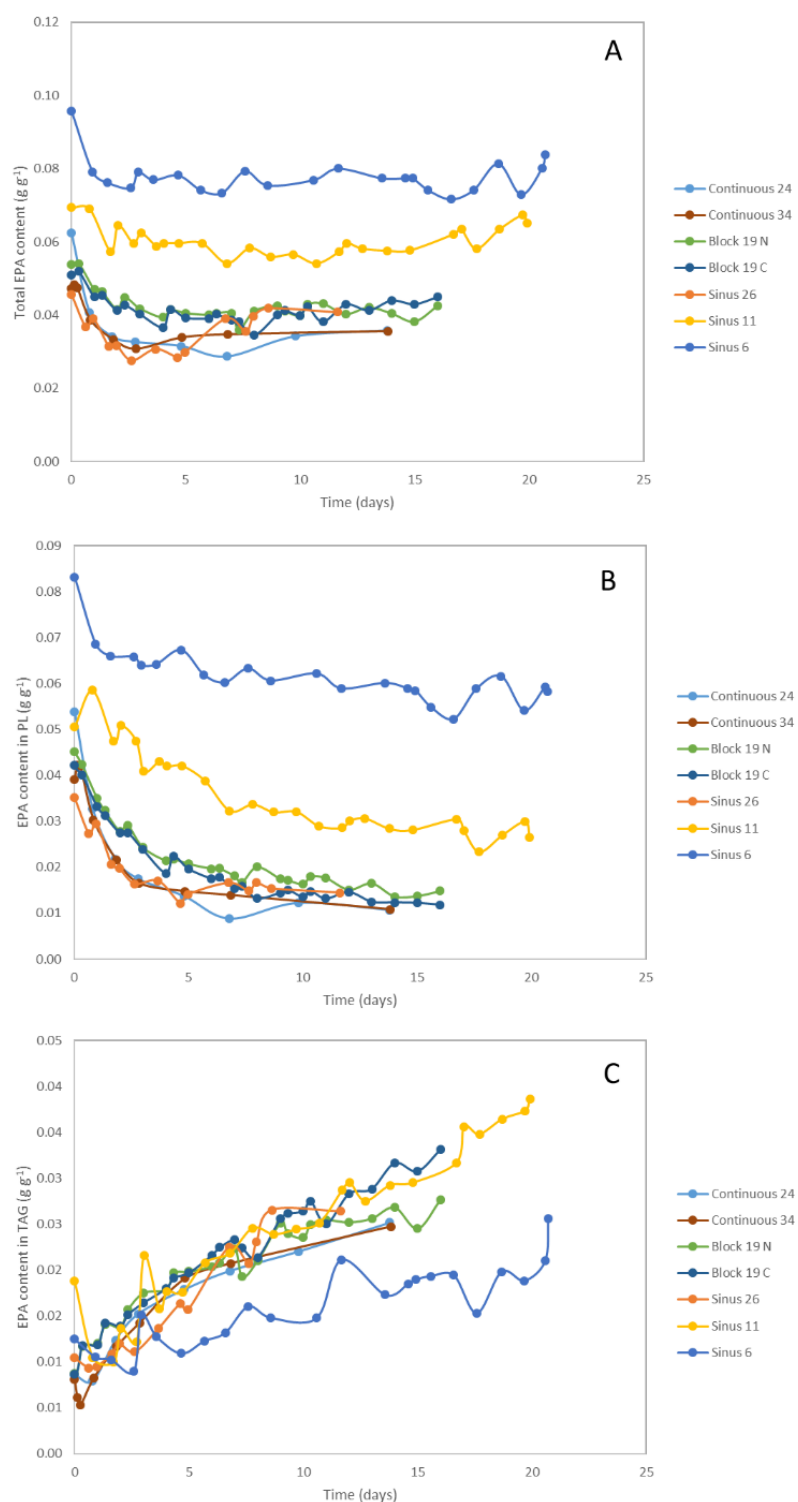 A
0.12
0.10
0.08
0.06
0.04
0.02
0.00
Total EPA content (g g-1)
0 5 10 15 20 25
Time (days)
Continuous 24
Continuous 34
Block 19 N
Block 19 C
Sinus 26
Sinus 11
Sinus 6
B
0.09
0.08
0.07
0.06
0.05
0.04
0.03
0.02
0.01
0.00
EPA content in PL (g g-1)
0 5 10 15 20 25
Time (days)
Continuous 24
Continuous 34
Block 19 N
Block 19 C
Sinus 26
Sinus 11
Sinus 6
C
0.05
0.04
0.04
0.03
0.03
0.02
0.02
0.01
0.01
0.00
EPA content in TAG (g g-1)
0 5 10 15 20 25
Time (days)
Continuous 24
Continuous 34
Block 19 N
Block 19 C
Sinus 26
Sinus 11
Sinus 6